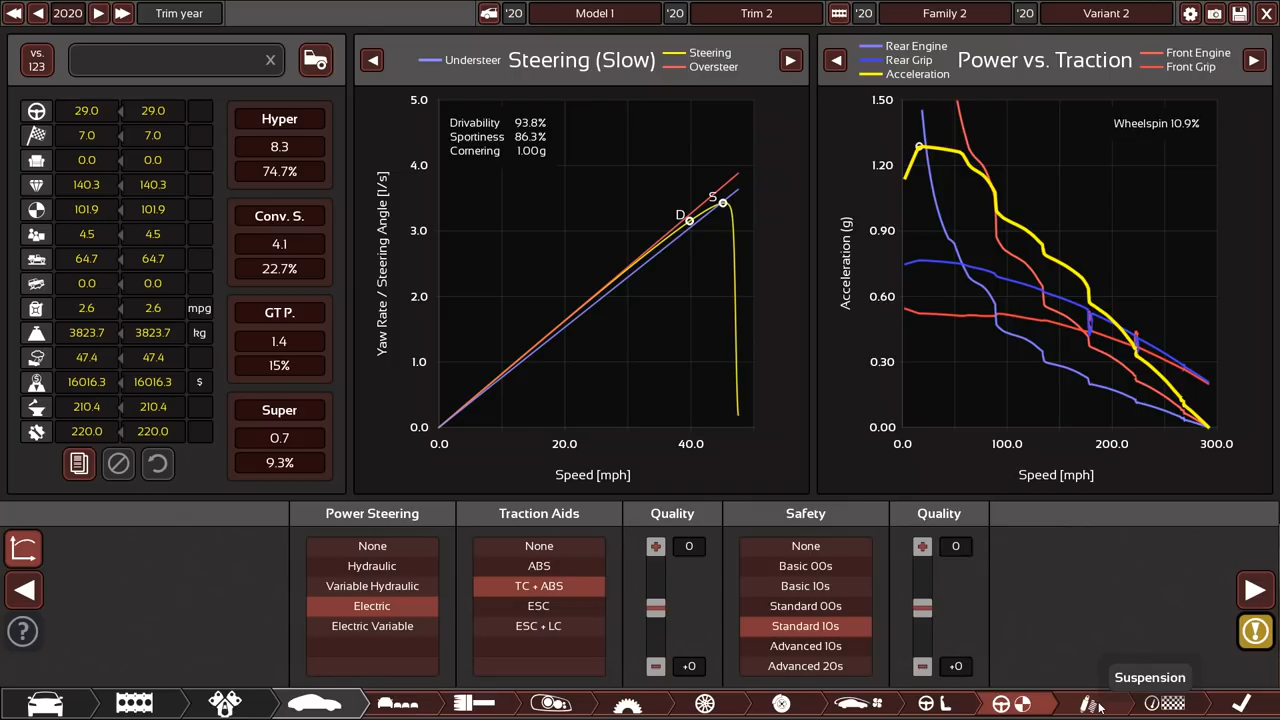 2020
Trim year
'20
Model 1
'20
Trim 2
'20
Family 2
'20
Variant 2
vs.
123
x
29.0 29.0
7.0 7.0
0.0 0.0
140.3 140.3
101.9 101.9
4.5 4.5
64.7 64.7
0.0 0.0
2.6 2.6 mpg
3823.7 3823.7 kg
47.4 47.4
16016.3 16016.3 $
210.4 210.4
220.0 220.0
Hyper
8.3
74.7%
Conv. S.
4.1
22.7%
GT P.
1.4
15%
Super
0.7
9.3%
Understeer
Steering (Slow)
Steering
Oversteer
Drivability 93.8%
Sportiness 86.3%
Cornering 1.00g
5.0
4.0
3.0
2.0
1.0
0.0
Yaw Rate / Steering Angle [1/s]
D
S
0.0 20.0 40.0
Speed [mph]
Rear Engine
Rear Grip
Acceleration
Power vs. Traction
Front Engine
Front Grip
Wheelspin 10.9%
1.50
1.20
0.90
0.60
0.30
0.00
Acceleration (g)
0.0 100.0 200.0 300.0
Speed [mph]
Power Steering
None
Hydraulic
Variable Hydraulic
Electric
Electric Variable
Traction Aids
None
ABS
TC + ABS
ESC
ESC + LC
Quality
0
+0
Safety
None
Basic 00s
Basic 10s
Standard 00s
Standard 10s
Advanced 10s
Advanced 20s
Quality
0
+0
?
Suspension